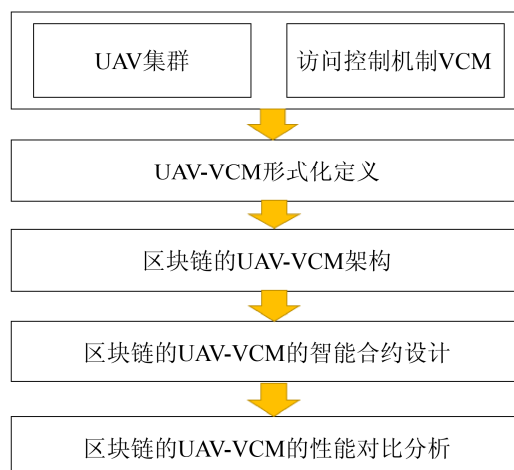 UAV集群
访问控制机制VCM
UAV-VCM形式化定义
区块链的UAV-VCM架构
区块链的UAV-VCM的智能合约设计
区块链的UAV-VCM的性能对比分析